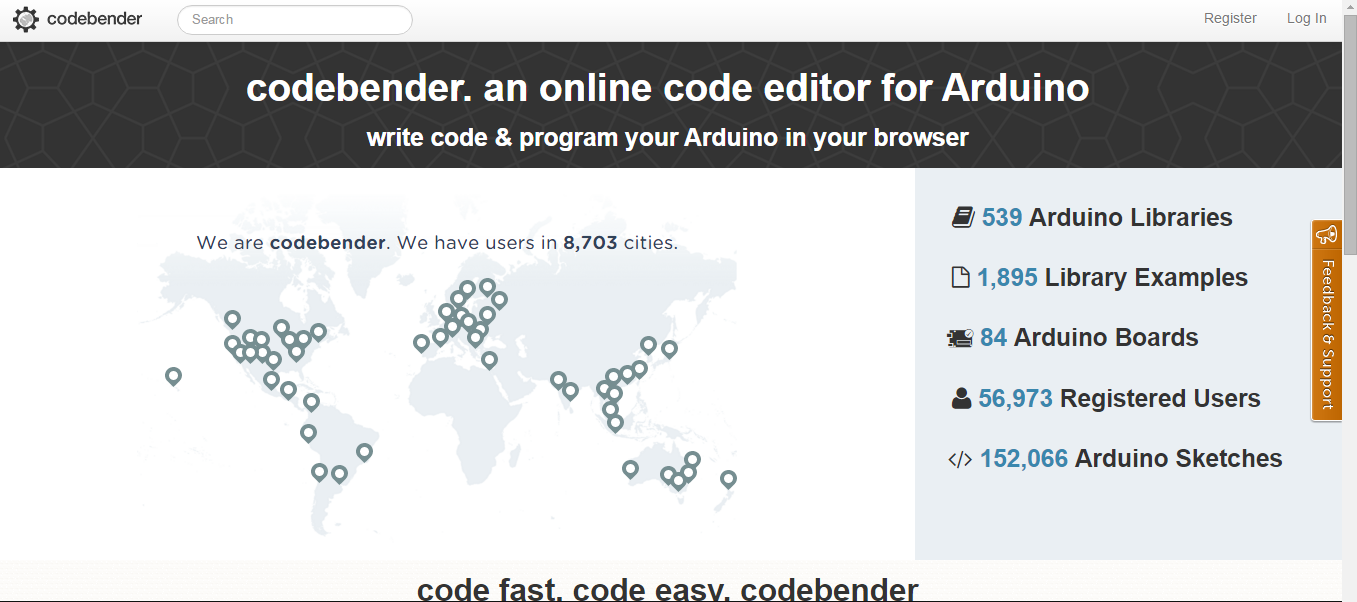 codebender
Search
Register
Log In
codebender. an online code editor for Arduino
write code & program your Arduino in your browser
We are codebender. We have users in 8,703 cities.
539 Arduino Libraries
1,895 Library Examples
84 Arduino Boards
56,973 Registered Users
</> 152,066 Arduino Sketches
Feedback & Support
code fast. code easy. codebender